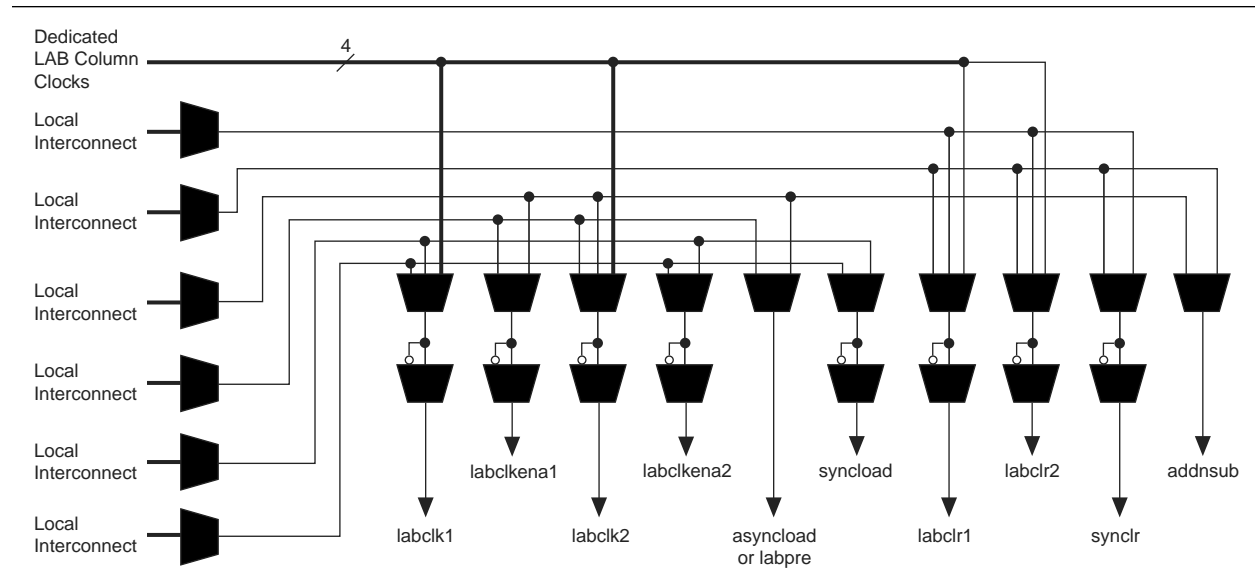 Dedicated
LAB Column
Clocks
4
Local
Interconnect
Local
Interconnect
Local
Interconnect
Local
Interconnect
Local
Interconnect
Local
Interconnect
labclkena1
labclkena2
syncload
labclr2
addnsub
labclk1
labclk2
asyncload
or labpre
labclr1
synclr